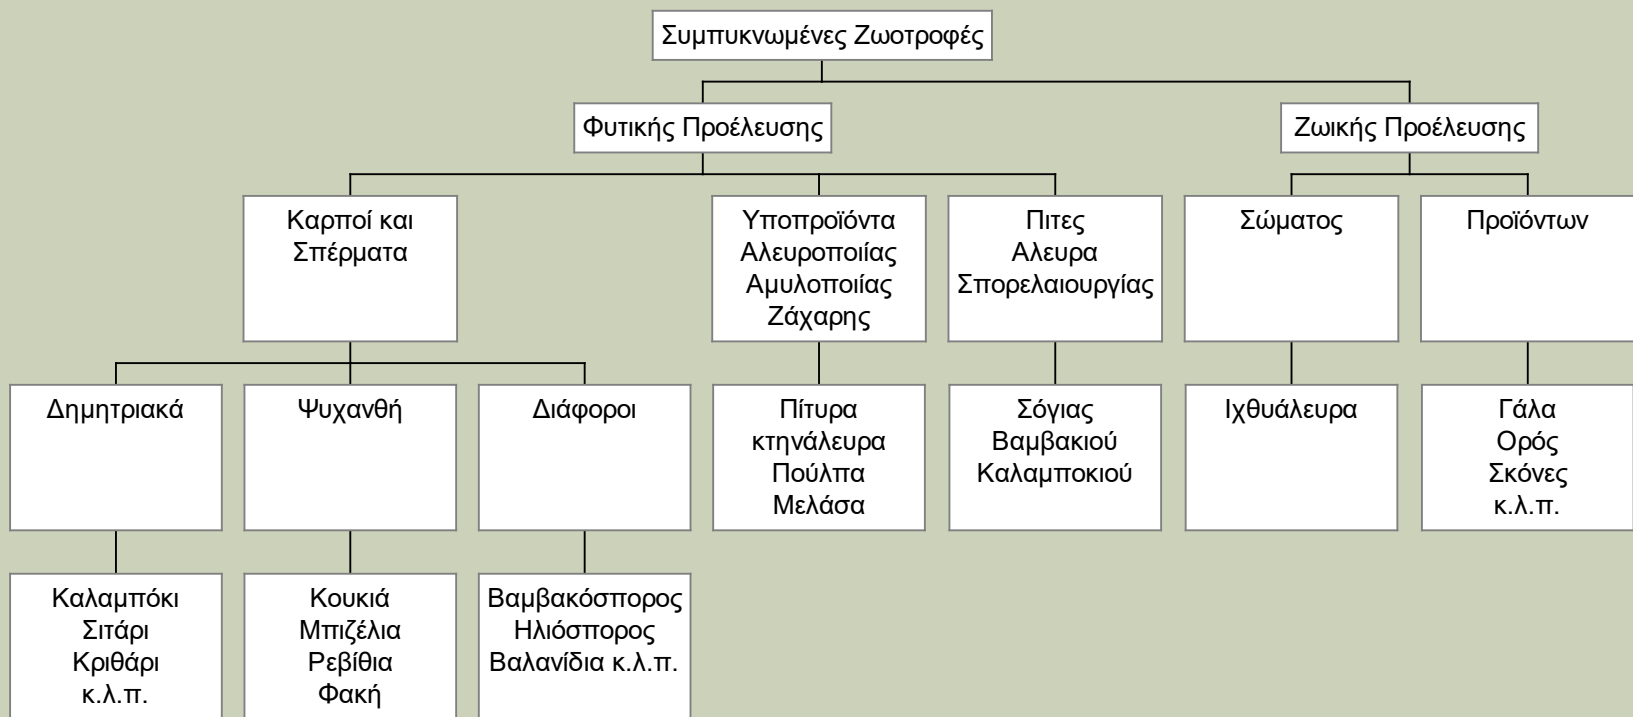 Συμπυκνωμένες Ζωοτροφές
Φυτικής Προέλευσης
Ζωικής Προέλευσης
Καρποί και
Σπέρματα
Υποπροϊόντα
Αλευροποιίας
Αμυλοποιίας
Ζάχαρης
Πιτες
Αλευρα
Σπορελαιουργίας
Σώματος
Προϊόντων
Δημητριακά
Ψυχανθή
Διάφοροι
Πίτυρα
κτηνάλευρα
Πούλπα
Μελάσα
Σόγιας
Βαμβακιού
Καλαμποκιού
Ιχθυάλευρα
Γάλα
Ορός
Σκόνες
κ.λ.π.
Καλαμπόκι
Σιτάρι
Κριθάρι
κ.λ.π.
Κουκιά
Μπιζέλια
Ρεβίθια
Φακή
Βαμβακόσπορος
Ηλιόσπορος
Βαλανίδια κ.λ.π.